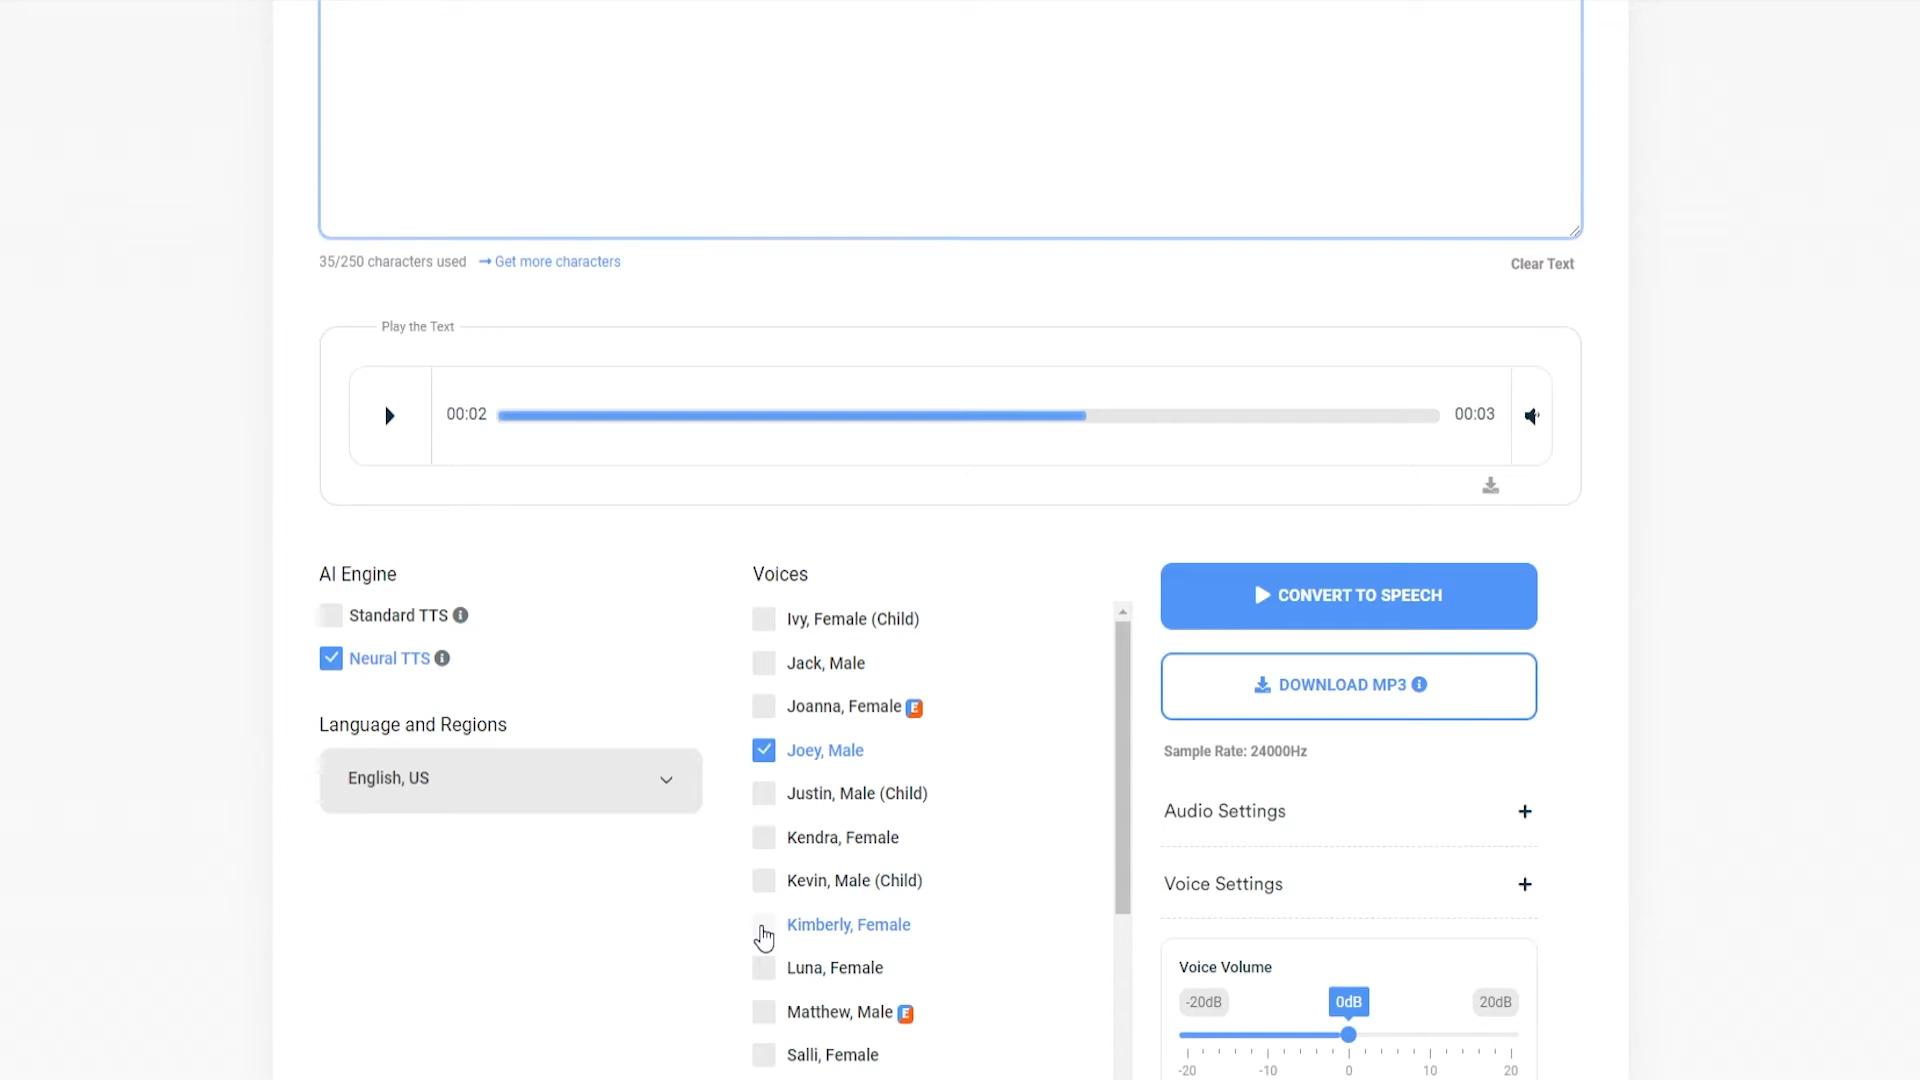 35/250 characters used → Get more characters
Clear Text
Play the Text
00:02
00:03
AI Engine
Standard TTS
Neural TTS
Language and Regions
English, US
Voices
Ivy, Female (Child)
Jack, Male
Joanna, Female E
Joey, Male
Justin, Male (Child)
Kendra, Female
Kevin, Male (Child)
Kimberly, Female
Luna, Female
Matthew, Male E
Salli, Female
CONVERT TO SPEECH
DOWNLOAD MP3
Sample Rate: 24000Hz
Audio Settings +
Voice Settings +
Voice Volume
-20dB 0dB 20dB
-20 -10 0 10 20